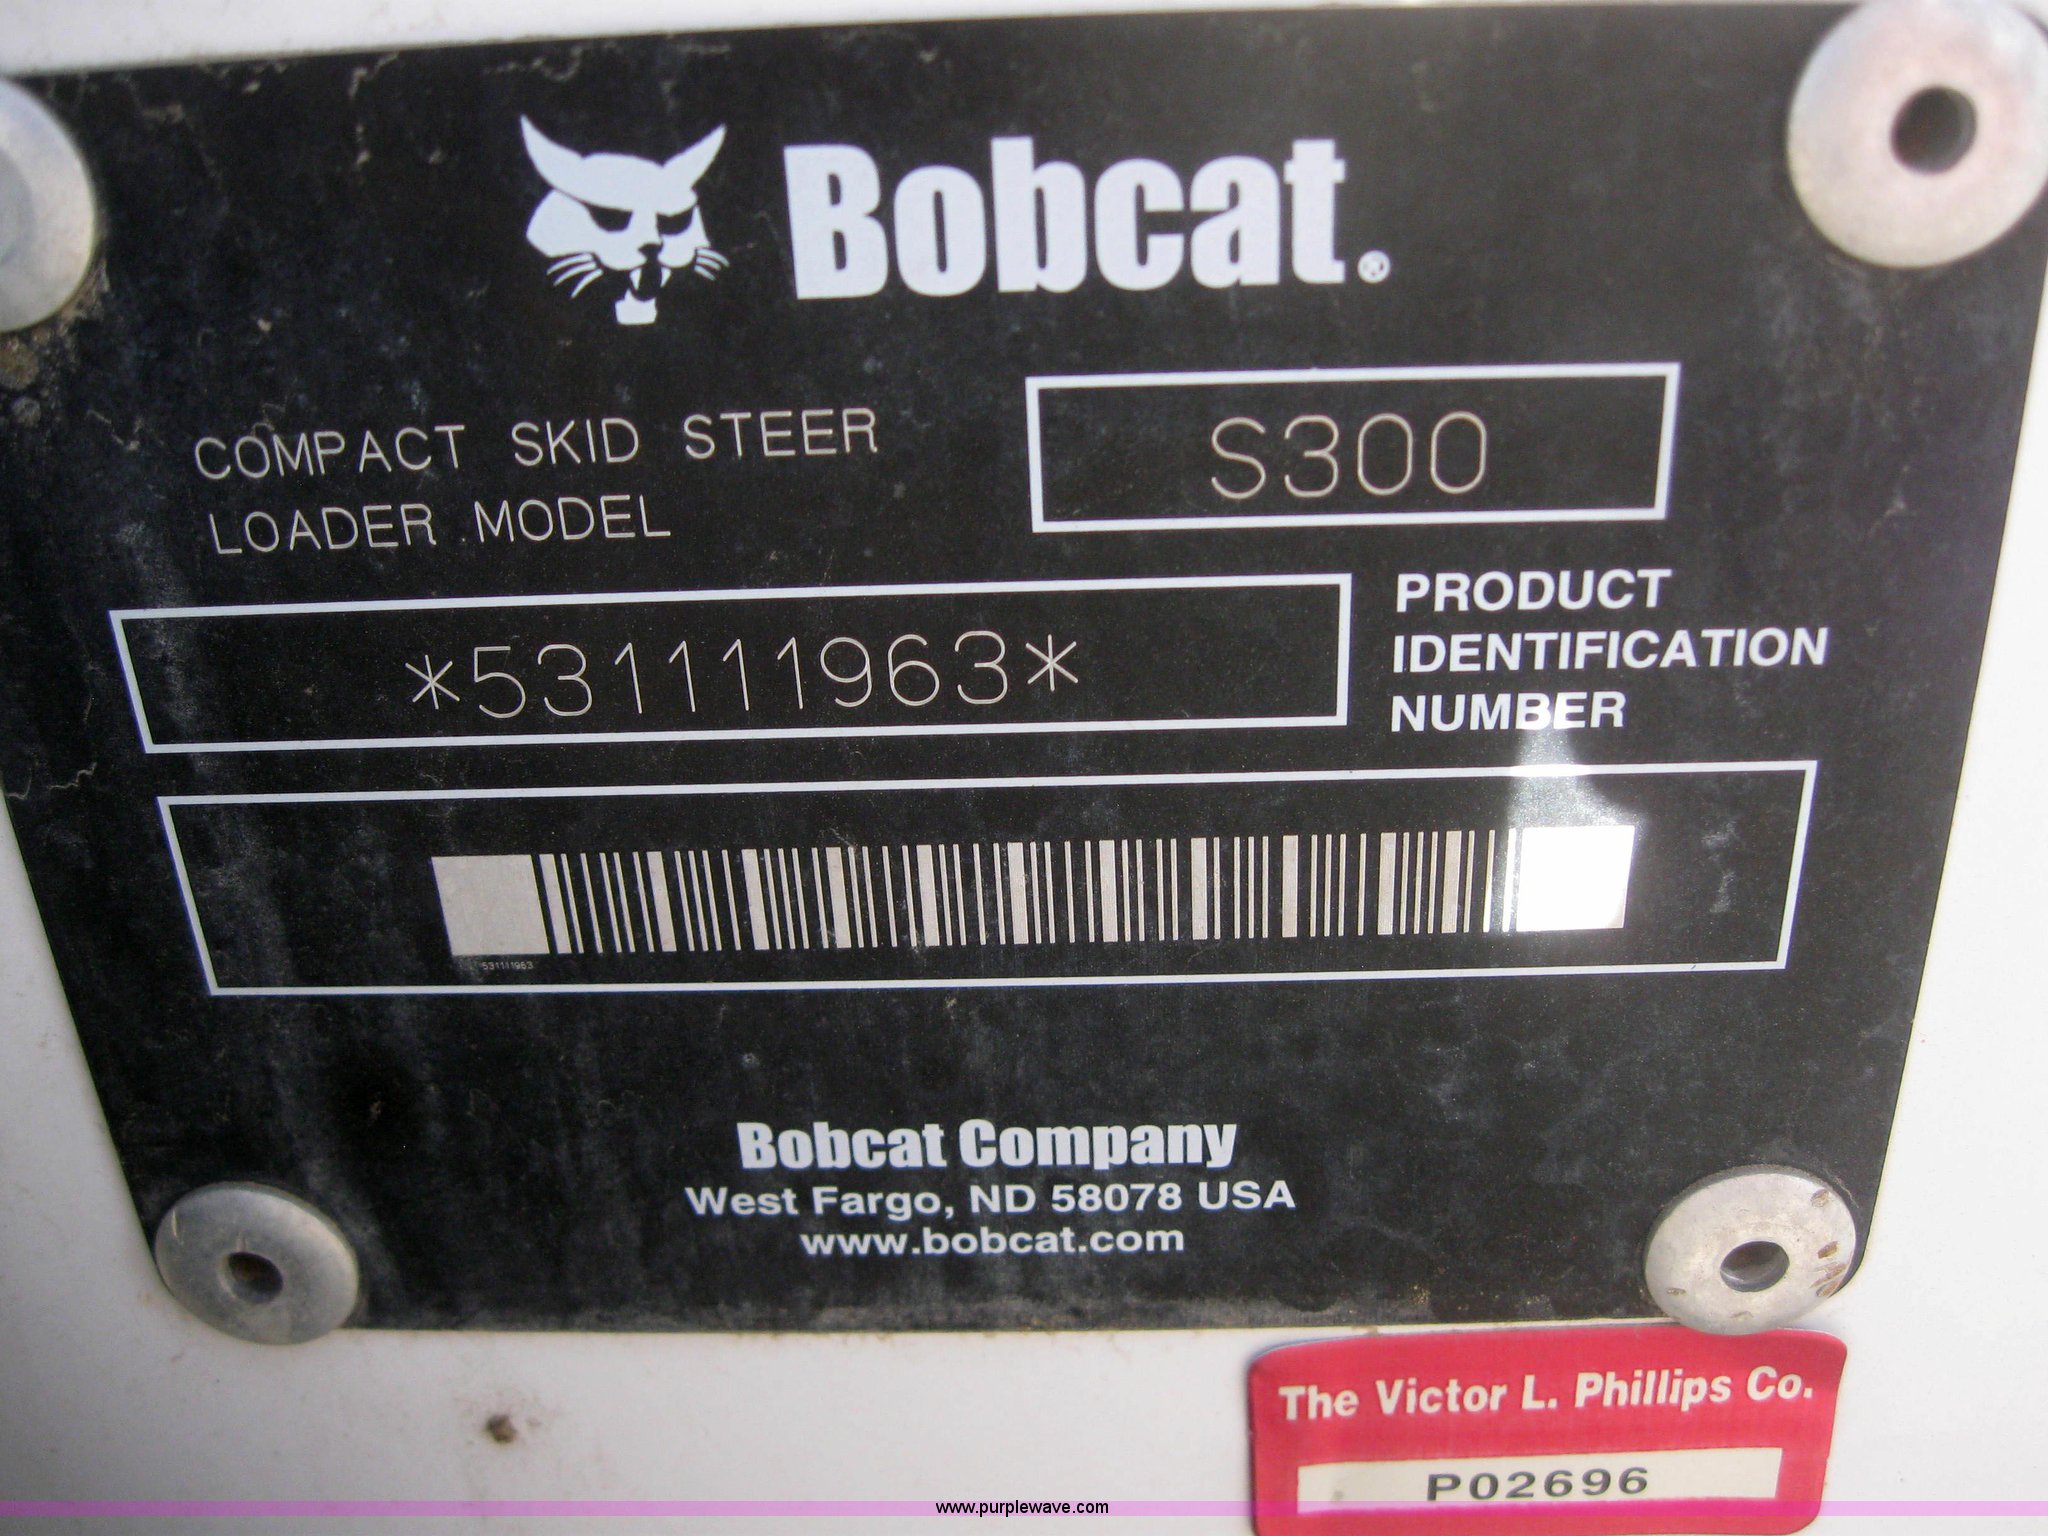 Bobcat®
COMPACT SKID STEER
LOADER MODEL
S300
*531111963*
PRODUCT
IDENTIFICATION
NUMBER
531111963
Bobcat Company
West Fargo, ND 58078 USA
www.bobcat.com
The Victor L. Phillips Co.
P02696
www.purplewave.com